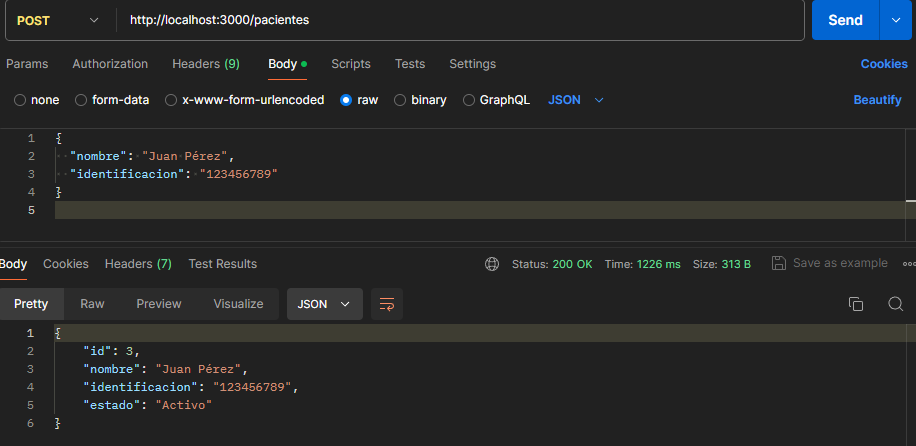 POST http://localhost:3000/pacientes Send
Params Authorization Headers (9) Body Scripts Tests Settings Cookies
none form-data x-www-form-urlencoded raw binary GraphQL JSON Beautify
1 {
2 "nombre": "Juan Pérez",
3 "identificacion": "123456789"
4 }
5
Body Cookies Headers (7) Test Results Status: 200 OK Time: 1226 ms Size: 313 B Save as example
Pretty Raw Preview Visualize JSON
1 {
2 "id": 3,
3 "nombre": "Juan Pérez",
4 "identificacion": "123456789",
5 "estado": "Activo"
6 }